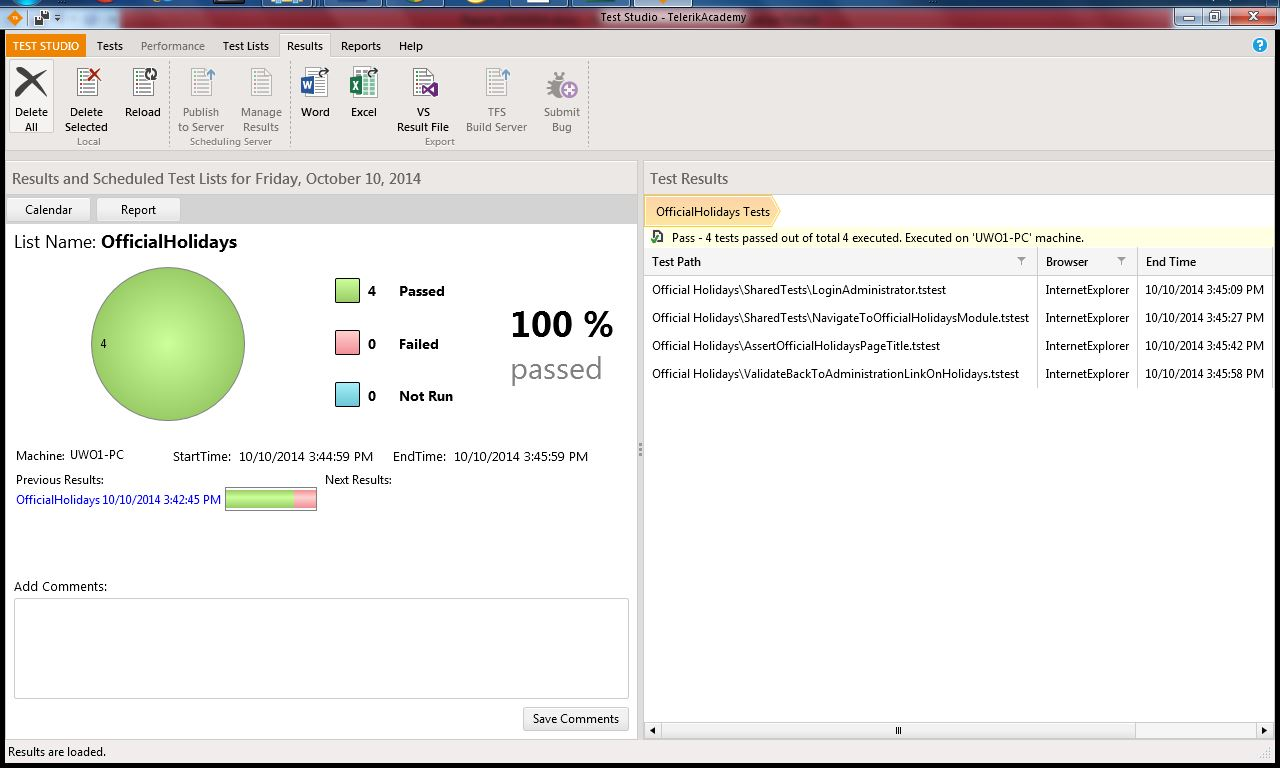 Test Studio - TelerikAcademy
TEST STUDIO Tests Performance Test Lists Results Reports Help
Delete All
Delete Selected
Reload
Local
Publish to Server
Manage Results
Scheduling Server
Word
Excel
VS Result File
TFS Build Server
Submit Bug
Export
Results and Scheduled Test Lists for Friday, October 10, 2014
Calendar Report
List Name: OfficialHolidays
4
4 Passed
0 Failed
0 Not Run
100 %
passed
Machine: UWO1-PC StartTime: 10/10/2014 3:44:59 PM EndTime: 10/10/2014 3:45:59 PM
Previous Results: Next Results:
OfficialHolidays 10/10/2014 3:42:45 PM
Add Comments:
Save Comments
Test Results
OfficialHolidays Tests
Pass - 4 tests passed out of total 4 executed. Executed on 'UWO1-PC' machine.
Test Path Browser End Time
Official Holidays\SharedTests\LoginAdministrator.tstest InternetExplorer 10/10/2014 3:45:09 PM
Official Holidays\SharedTests\NavigateToOfficialHolidaysModule.tstest InternetExplorer 10/10/2014 3:45:27 PM
Official Holidays\AssertOfficialHolidaysPageTitle.tstest InternetExplorer 10/10/2014 3:45:42 PM
Official Holidays\ValidateBackToAdministrationLinkOnHolidays.tstest InternetExplorer 10/10/2014 3:45:58 PM
Results are loaded.